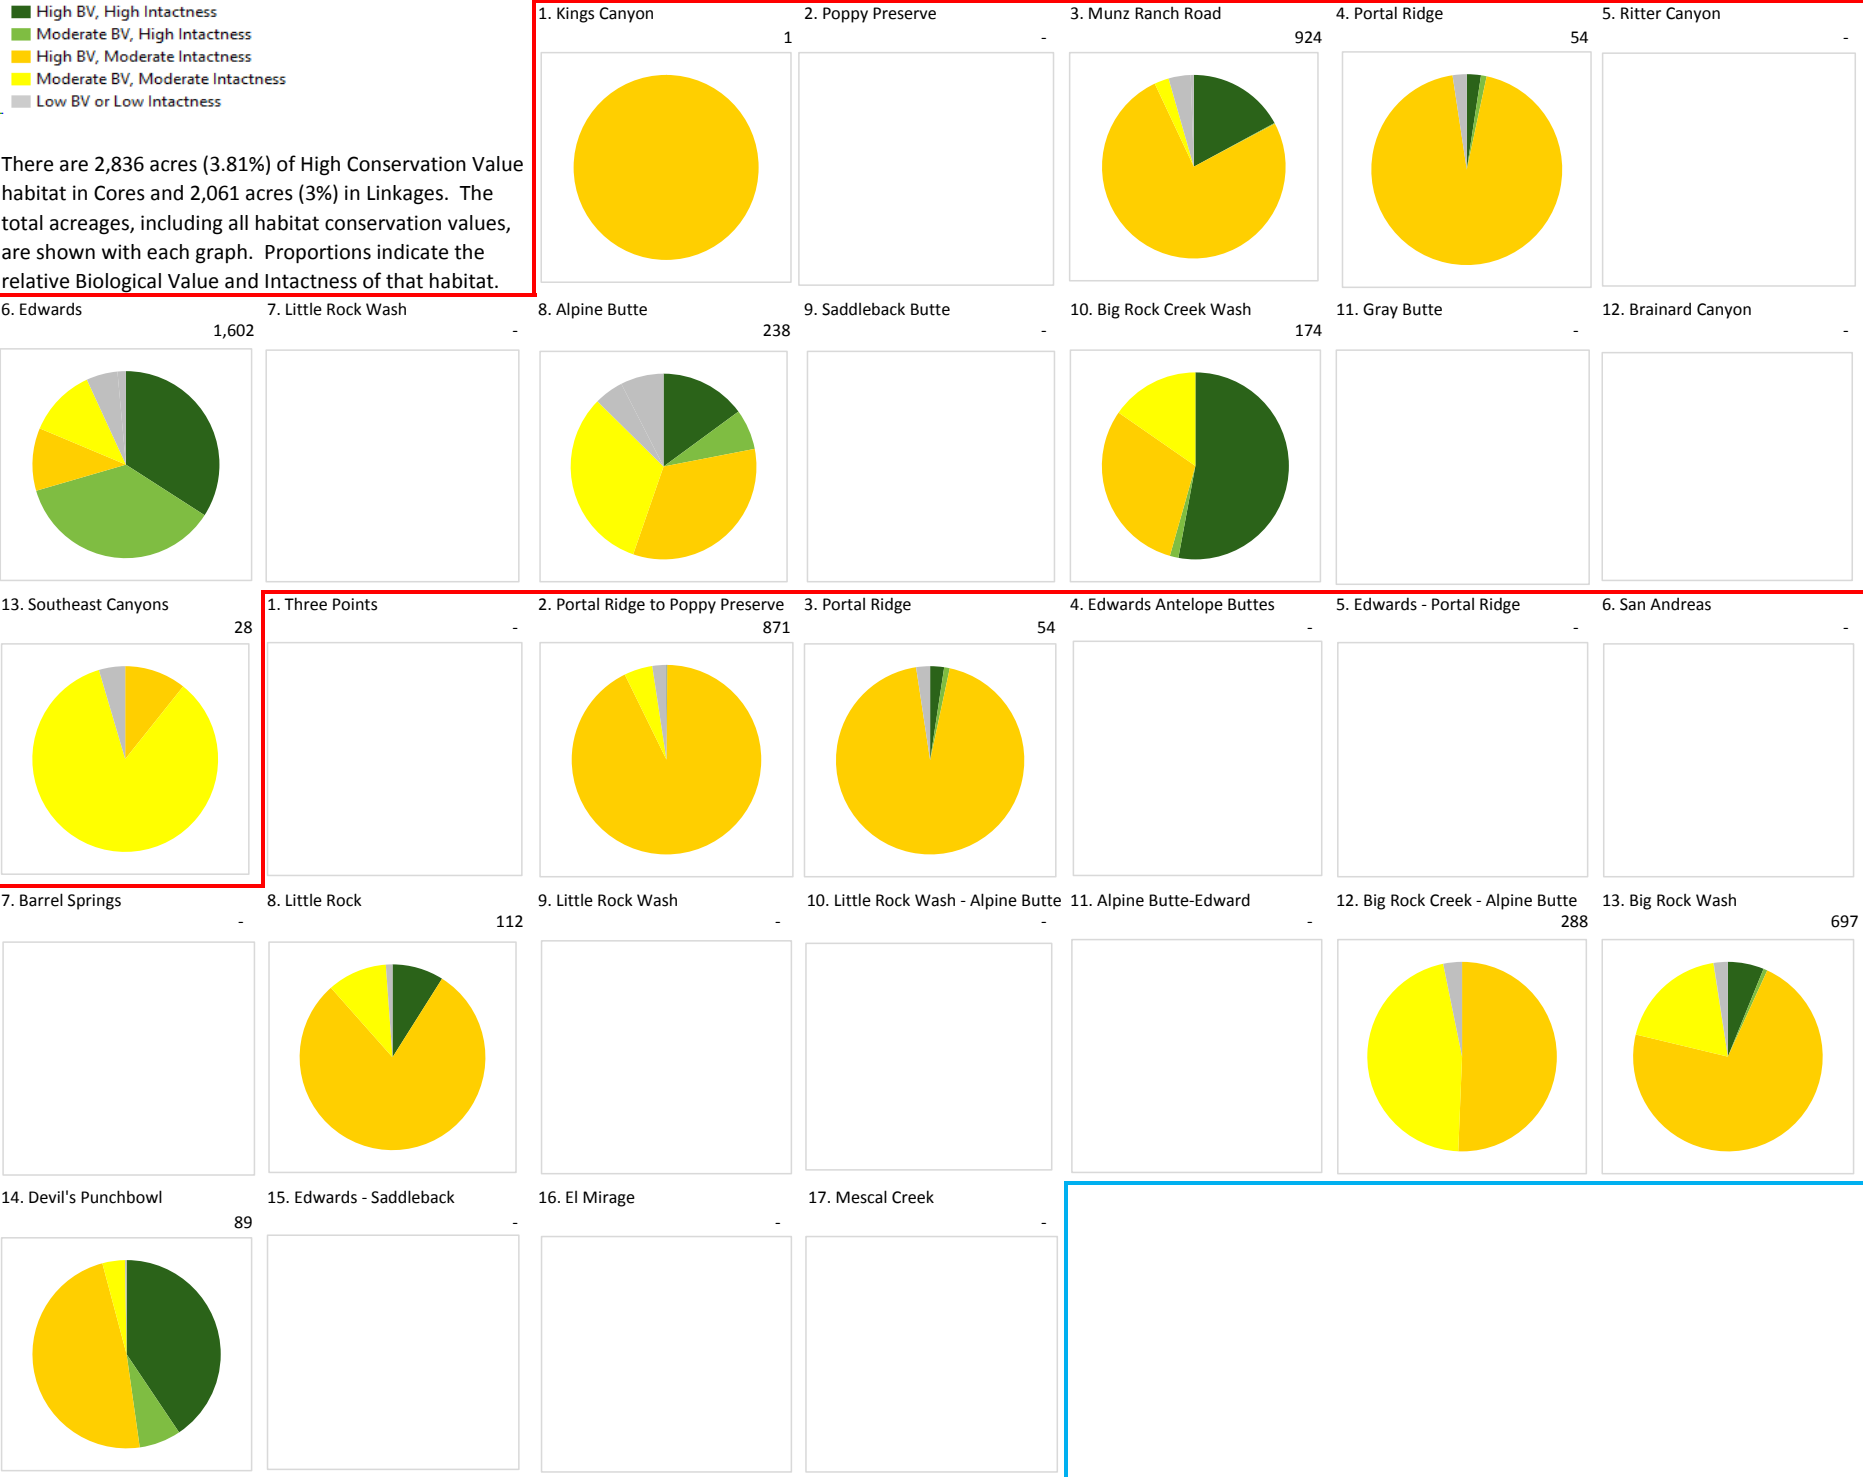 High BV, High Intactness
Moderate BV, High Intactness
High BV, Moderate Intactness
Moderate BV, Moderate Intactness
Low BV or Low Intactness
-
There are 2,836 acres (3.81%) of High Conservation Value
habitat in Cores and 2,061 acres (3%) in Linkages. The
total acreages, including all habitat conservation values,
are shown with each graph. Proportions indicate the
relative Biological Value and Intactness of that habitat.
1. Kings Canyon
1
2. Poppy Preserve
-
3. Munz Ranch Road
924
4. Portal Ridge
54
5. Ritter Canyon
-
6. Edwards
1,602
7. Little Rock Wash
-
8. Alpine Butte
238
9. Saddleback Butte
-
10. Big Rock Creek Wash
174
11. Gray Butte
-
12. Brainard Canyon
-
13. Southeast Canyons
28
1. Three Points
-
2. Portal Ridge to Poppy Preserve
871
3. Portal Ridge
54
4. Edwards Antelope Buttes
-
5. Edwards - Portal Ridge
-
6. San Andreas
-
7. Barrel Springs
-
8. Little Rock
112
9. Little Rock Wash
-
10. Little Rock Wash - Alpine Butte
-
11. Alpine Butte-Edward
-
12. Big Rock Creek - Alpine Butte
288
13. Big Rock Wash
697
14. Devil's Punchbowl
89
15. Edwards - Saddleback
-
16. El Mirage
-
17. Mescal Creek
-